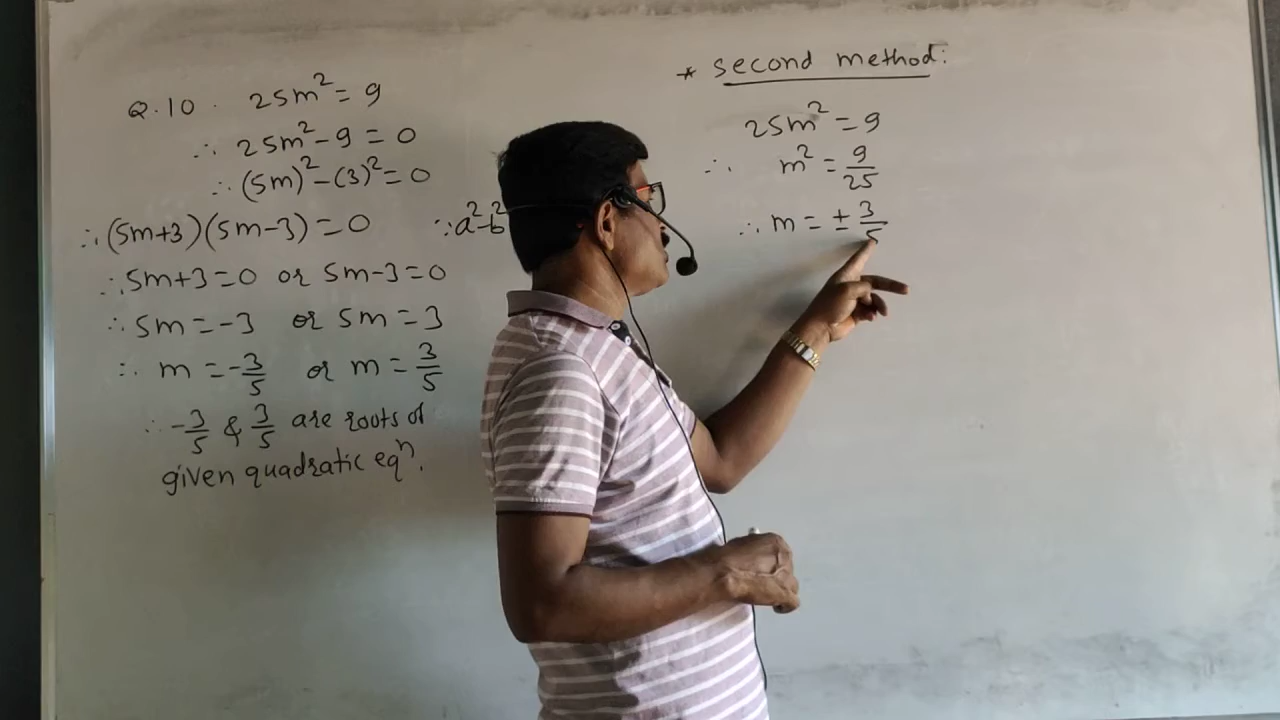 Q.10. 25m² = 9
∴ 25m² - 9 = 0
∴ (5m)² - (3)² = 0
∴ (5m+3)(5m-3) = 0 ∵ a²-b²
∴ 5m+3 = 0 or 5m-3 = 0
∴ 5m = -3 or 5m = 3
∴ m = -3/5 or m = 3/5
∴ -3/5 & 3/5 are roots of
given quadratic eqⁿ.
* second method:
25m² = 9
∴ m² = 9/25
∴ m = ± 3/5